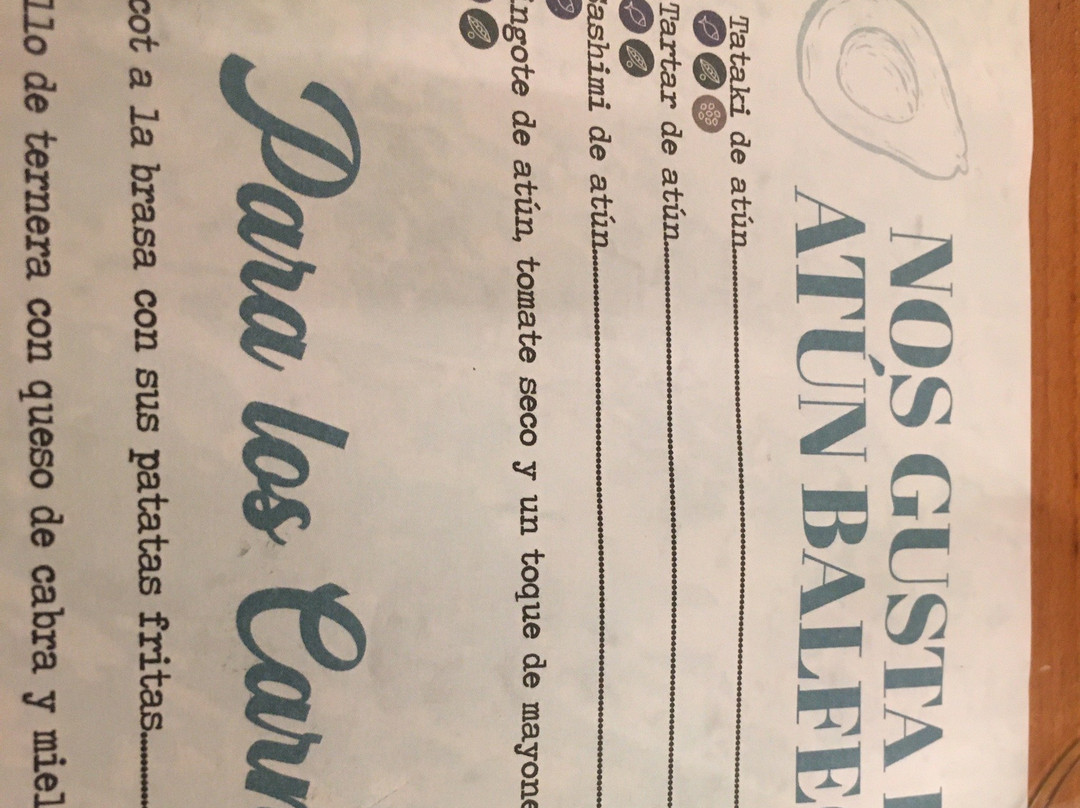 NOS GUSTA
ATÚN BALFE
Tataki de atún
Tartar de atún
Sashimi de atún
ingote de atún, tomate seco y un toque de mayone
Para los Carn
cot a la brasa con sus patatas fritas
llo de ternera con queso de cabra y miel